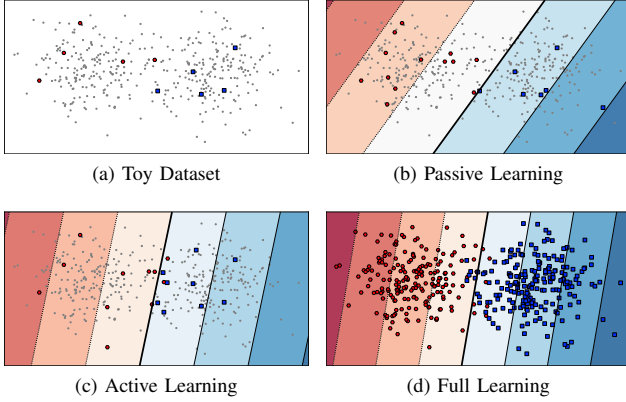 (a) Toy Dataset
(b) Passive Learning
(c) Active Learning
(d) Full Learning